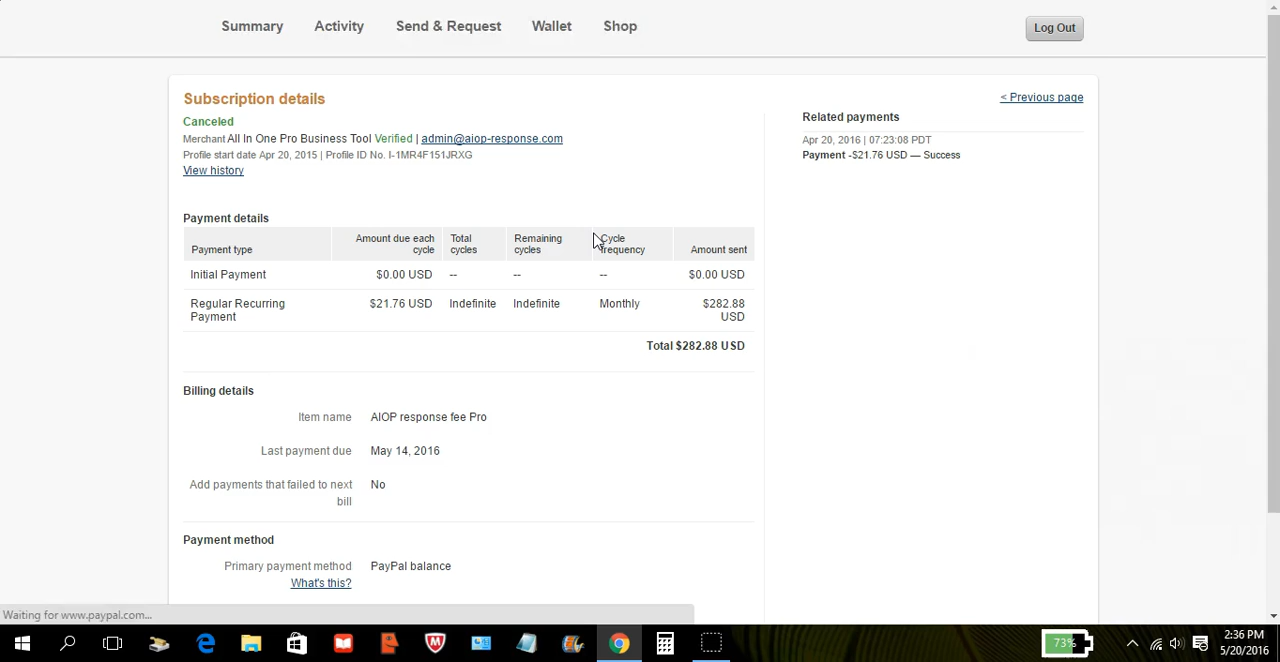 Summary Activity Send & Request Wallet Shop Log Out
Subscription details
< Previous page
Canceled
Merchant All In One Pro Business Tool Verified | admin@aiop-response.com
Profile start date Apr 20, 2015 | Profile ID No. I-1MR4F151JRXG
View history
Related payments
Apr 20, 2016 | 07:23:08 PDT
Payment -$21.76 USD — Success
Payment details
Payment type Amount due each cycle Total cycles Remaining cycles Cycle frequency Amount sent
Initial Payment $0.00 USD -- -- -- $0.00 USD
Regular Recurring Payment $21.76 USD Indefinite Indefinite Monthly $282.88 USD
Total $282.88 USD
Billing details
Item name AIOP response fee Pro
Last payment due May 14, 2016
Add payments that failed to next bill No
Payment method
Primary payment method PayPal balance
What's this?
Waiting for www.paypal.com...
73%
2:36 PM
5/20/2016